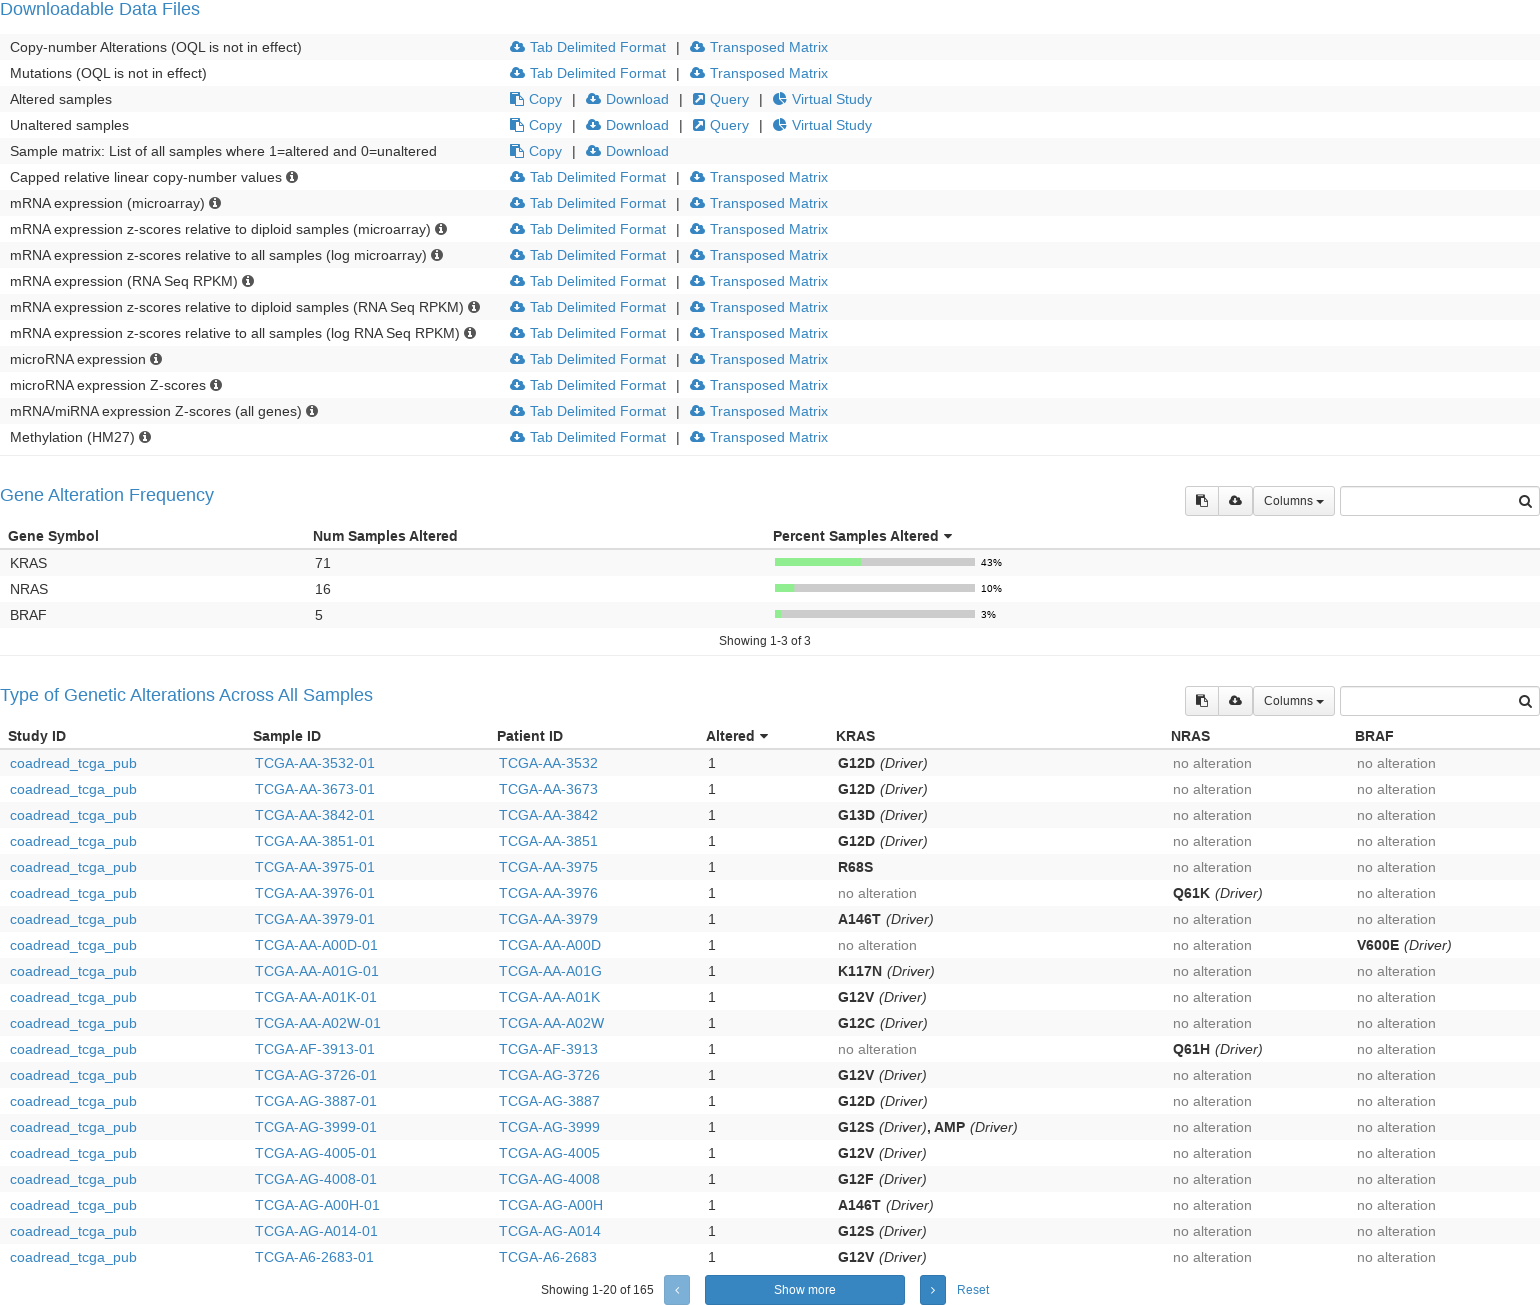 Downloadable Data Files
Copy-number Alterations (OQL is not in effect) Tab Delimited Format | Transposed Matrix
Mutations (OQL is not in effect) Tab Delimited Format | Transposed Matrix
Altered samples Copy | Download | Query | Virtual Study
Unaltered samples Copy | Download | Query | Virtual Study
Sample matrix: List of all samples where 1=altered and 0=unaltered Copy | Download
Capped relative linear copy-number values Tab Delimited Format | Transposed Matrix
mRNA expression (microarray) Tab Delimited Format | Transposed Matrix
mRNA expression z-scores relative to diploid samples (microarray) Tab Delimited Format | Transposed Matrix
mRNA expression z-scores relative to all samples (log microarray) Tab Delimited Format | Transposed Matrix
mRNA expression (RNA Seq RPKM) Tab Delimited Format | Transposed Matrix
mRNA expression z-scores relative to diploid samples (RNA Seq RPKM) Tab Delimited Format | Transposed Matrix
mRNA expression z-scores relative to all samples (log RNA Seq RPKM) Tab Delimited Format | Transposed Matrix
microRNA expression Tab Delimited Format | Transposed Matrix
microRNA expression Z-scores Tab Delimited Format | Transposed Matrix
mRNA/miRNA expression Z-scores (all genes) Tab Delimited Format | Transposed Matrix
Methylation (HM27) Tab Delimited Format | Transposed Matrix
Gene Alteration Frequency Columns
Gene Symbol Num Samples Altered Percent Samples Altered
KRAS 71 43%
NRAS 16 10%
BRAF 5 3%
Showing 1-3 of 3
Type of Genetic Alterations Across All Samples Columns
Study ID Sample ID Patient ID Altered KRAS NRAS BRAF
coadread_tcga_pub TCGA-AA-3532-01 TCGA-AA-3532 1 G12D (Driver) no alteration no alteration
coadread_tcga_pub TCGA-AA-3673-01 TCGA-AA-3673 1 G12D (Driver) no alteration no alteration
coadread_tcga_pub TCGA-AA-3842-01 TCGA-AA-3842 1 G13D (Driver) no alteration no alteration
coadread_tcga_pub TCGA-AA-3851-01 TCGA-AA-3851 1 G12D (Driver) no alteration no alteration
coadread_tcga_pub TCGA-AA-3975-01 TCGA-AA-3975 1 R68S no alteration no alteration
coadread_tcga_pub TCGA-AA-3976-01 TCGA-AA-3976 1 no alteration Q61K (Driver) no alteration
coadread_tcga_pub TCGA-AA-3979-01 TCGA-AA-3979 1 A146T (Driver) no alteration no alteration
coadread_tcga_pub TCGA-AA-A00D-01 TCGA-AA-A00D 1 no alteration no alteration V600E (Driver)
coadread_tcga_pub TCGA-AA-A01G-01 TCGA-AA-A01G 1 K117N (Driver) no alteration no alteration
coadread_tcga_pub TCGA-AA-A01K-01 TCGA-AA-A01K 1 G12V (Driver) no alteration no alteration
coadread_tcga_pub TCGA-AA-A02W-01 TCGA-AA-A02W 1 G12C (Driver) no alteration no alteration
coadread_tcga_pub TCGA-AF-3913-01 TCGA-AF-3913 1 no alteration Q61H (Driver) no alteration
coadread_tcga_pub TCGA-AG-3726-01 TCGA-AG-3726 1 G12V (Driver) no alteration no alteration
coadread_tcga_pub TCGA-AG-3887-01 TCGA-AG-3887 1 G12D (Driver) no alteration no alteration
coadread_tcga_pub TCGA-AG-3999-01 TCGA-AG-3999 1 G12S (Driver), AMP (Driver) no alteration no alteration
coadread_tcga_pub TCGA-AG-4005-01 TCGA-AG-4005 1 G12V (Driver) no alteration no alteration
coadread_tcga_pub TCGA-AG-4008-01 TCGA-AG-4008 1 G12F (Driver) no alteration no alteration
coadread_tcga_pub TCGA-AG-A00H-01 TCGA-AG-A00H 1 A146T (Driver) no alteration no alteration
coadread_tcga_pub TCGA-AG-A014-01 TCGA-AG-A014 1 G12S (Driver) no alteration no alteration
coadread_tcga_pub TCGA-A6-2683-01 TCGA-A6-2683 1 G12V (Driver) no alteration no alteration
Showing 1-20 of 165 ‹ Show more › Reset